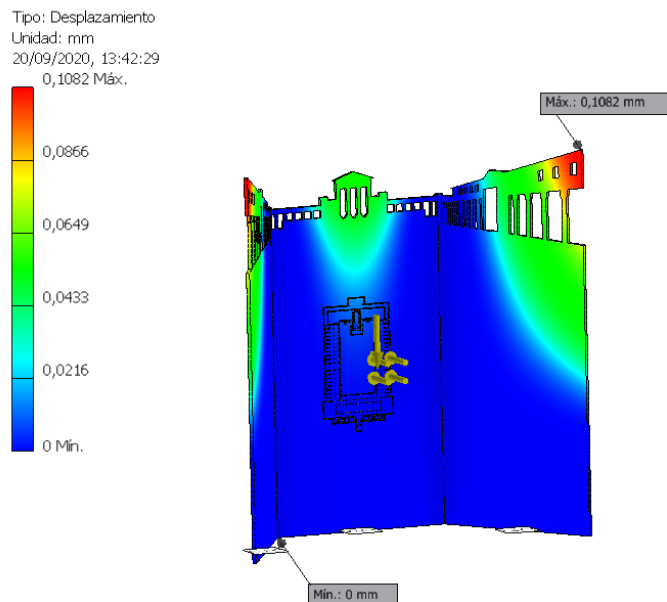 Tipo: Desplazamiento
Unidad: mm
20/09/2020, 13:42:29
0,1082 Máx.
0,0866
0,0649
0,0433
0,0216
0 Mín.
Máx.: 0,1082 mm
Mín.: 0 mm